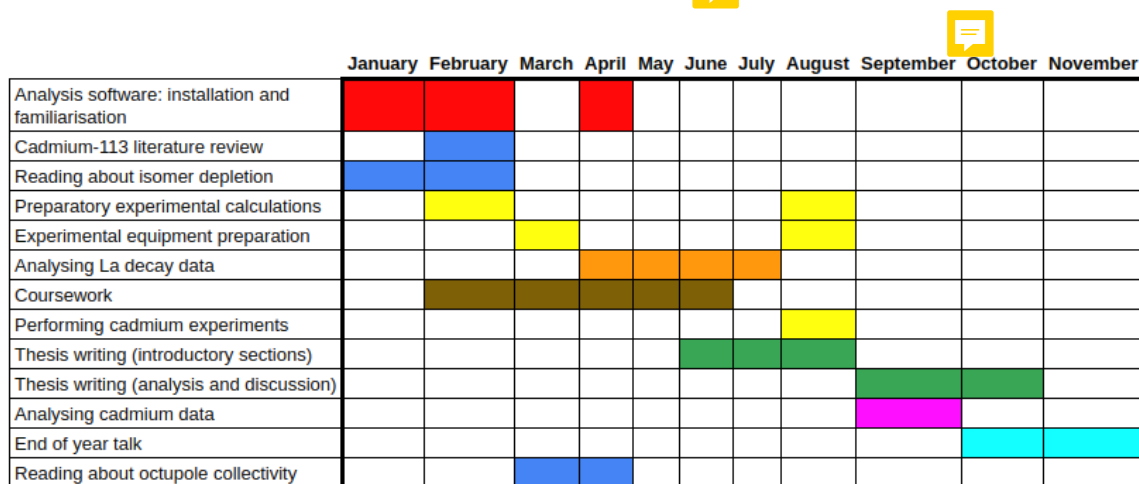 January February March April May June July August September October November
Analysis software: installation and
familiarisation
Cadmium-113 literature review
Reading about isomer depletion
Preparatory experimental calculations
Experimental equipment preparation
Analysing La decay data
Coursework
Performing cadmium experiments
Thesis writing (introductory sections)
Thesis writing (analysis and discussion)
Analysing cadmium data
End of year talk
Reading about octupole collectivity